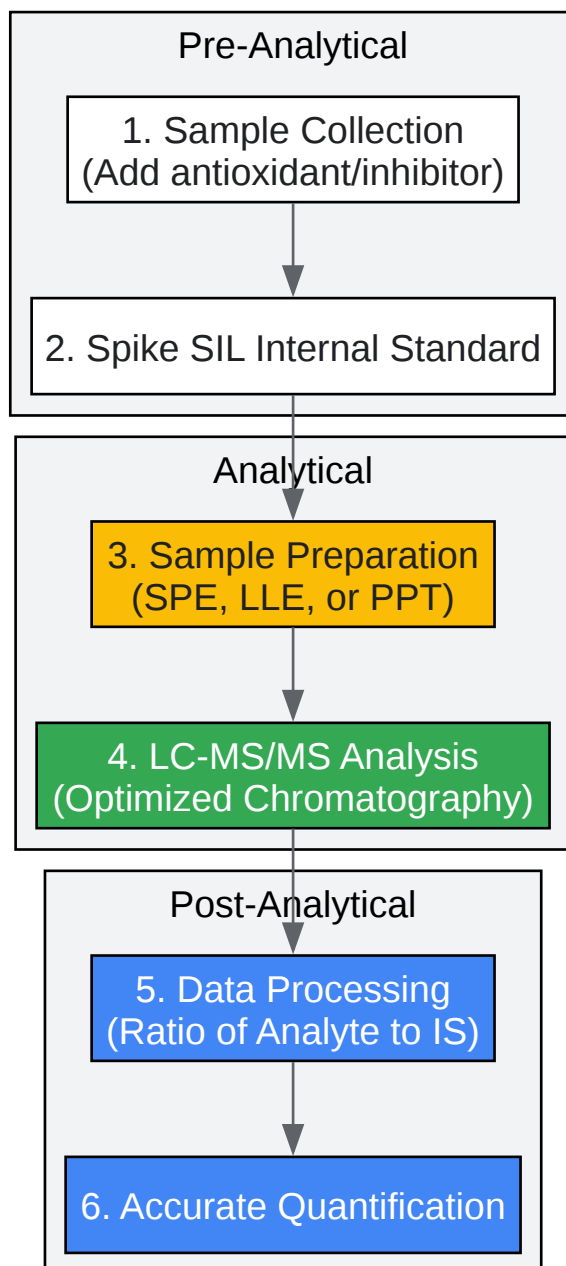 Pre-Analytical
1. Sample Collection
(Add antioxidant/inhibitor)
2. Spike SIL Internal Standard
Analytical
3. Sample Preparation
(SPE, LLE, or PPT)
4. LC-MS/MS Analysis
(Optimized Chromatography)
Post-Analytical
5. Data Processing
(Ratio of Analyte to IS)
6. Accurate Quantification